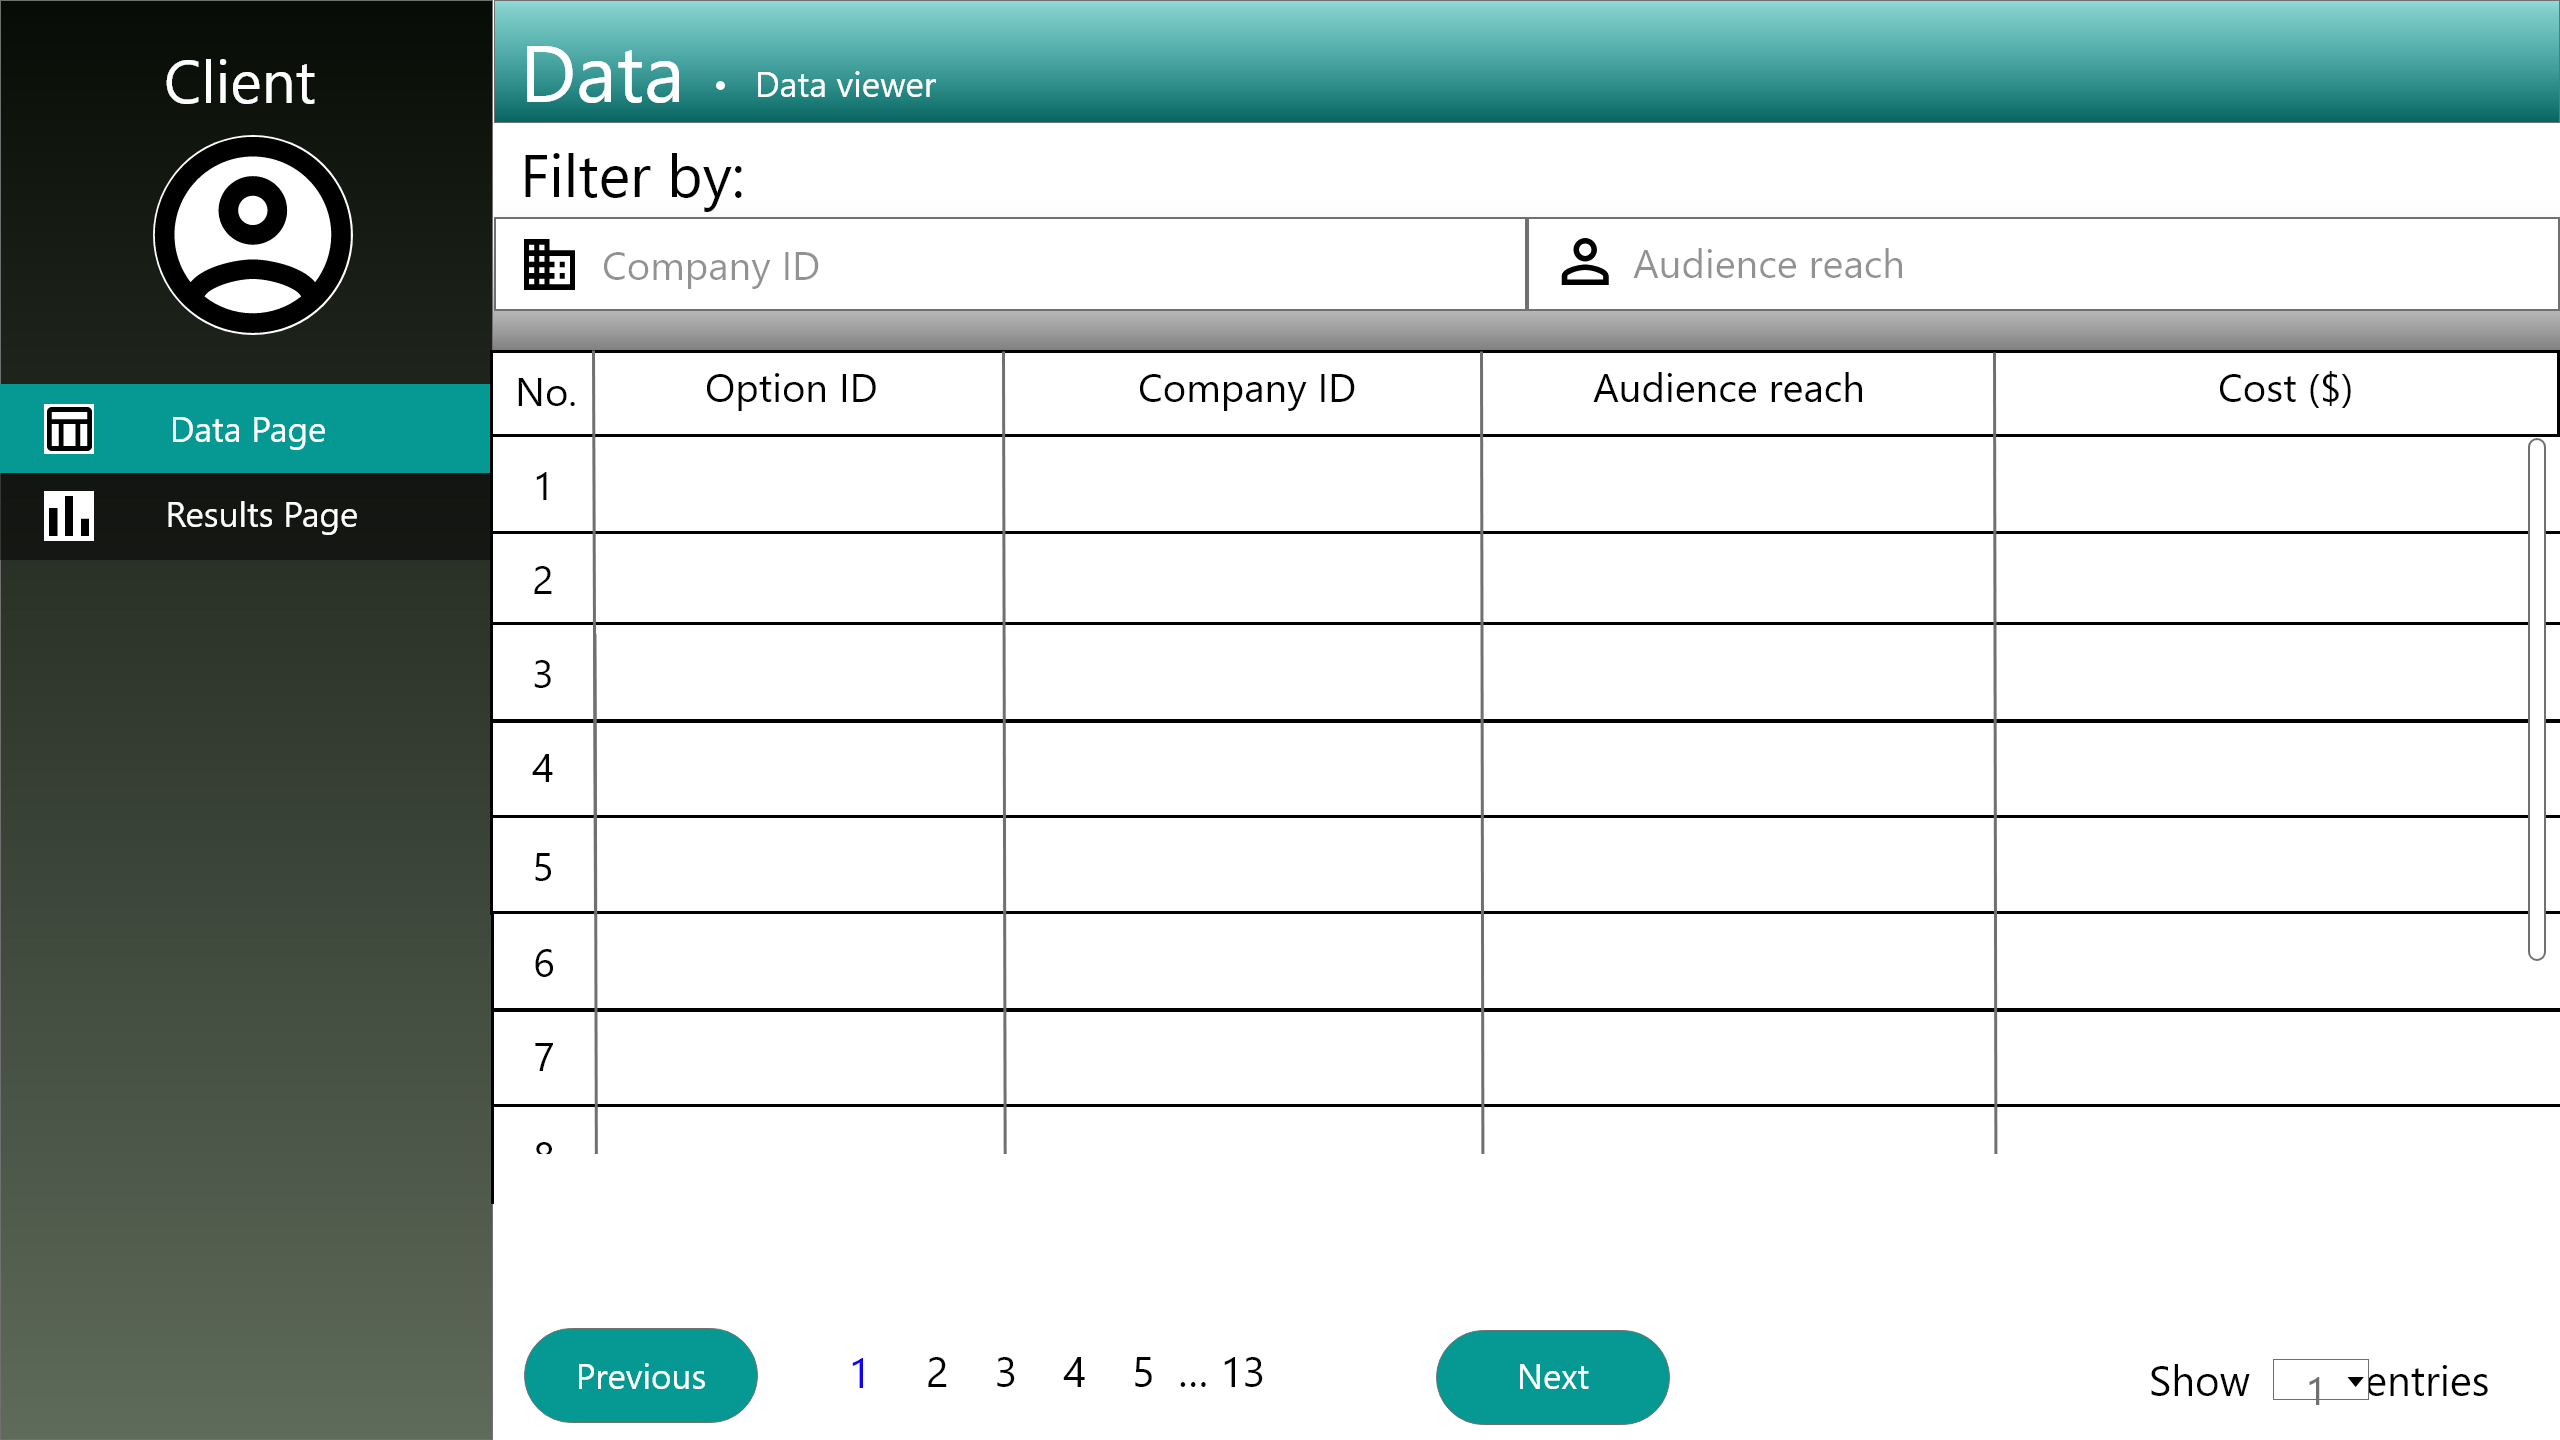 Client
Data Page
Results Page
Data • Data viewer
Filter by:
Company ID
Audience reach
No. Option ID Company ID Audience reach Cost ($)
1
2
3
4
5
6
7
8
Previous 1 2 3 4 5 ... 13 Next Show 1 entries